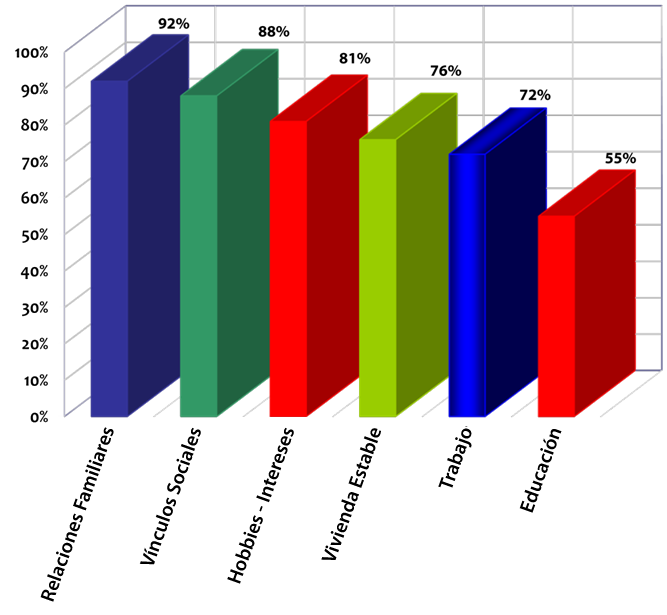 92%
88%
81%
76%
72%
55%
100%
90%
80%
70%
60%
50%
40%
30%
20%
10%
0%
Relaciones Familiares
Vínculos Sociales
Hobbies - Intereses
Vivienda Estable
Trabajo
Educación